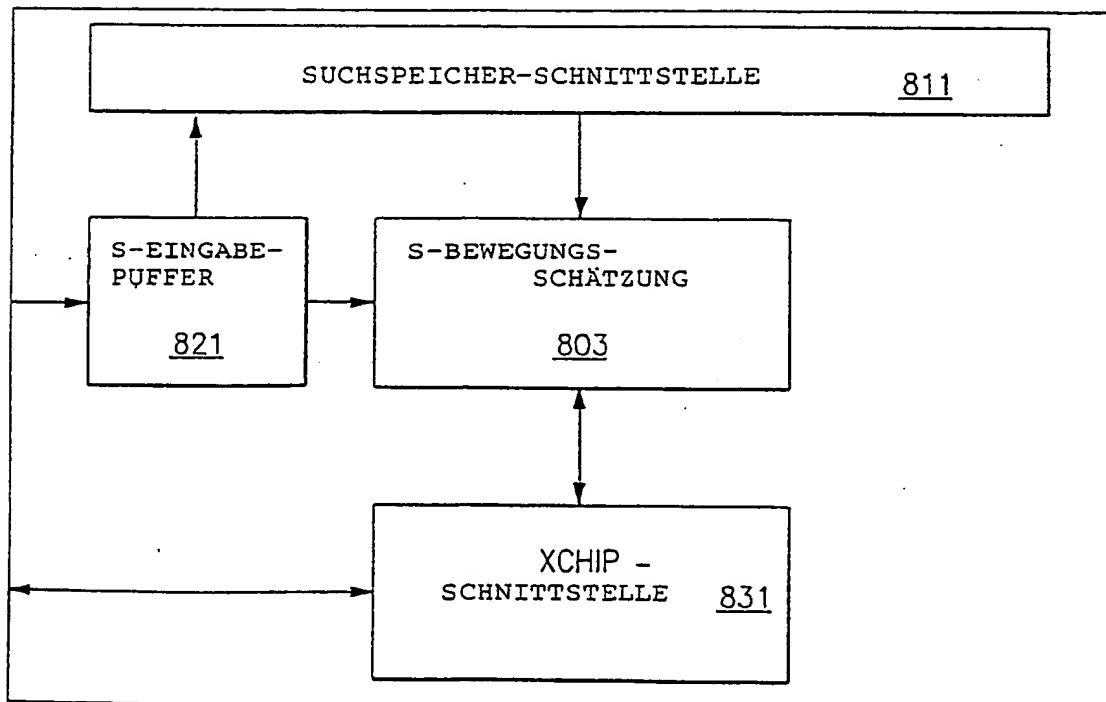 SUCHSPEICHER-SCHNITTSTELLE 811
S-EINGABE-
PUFFER
821
S-BEWEGUNGS-
SCHÄTZUNG
803
XCHIP -
SCHNITTSTELLE 831